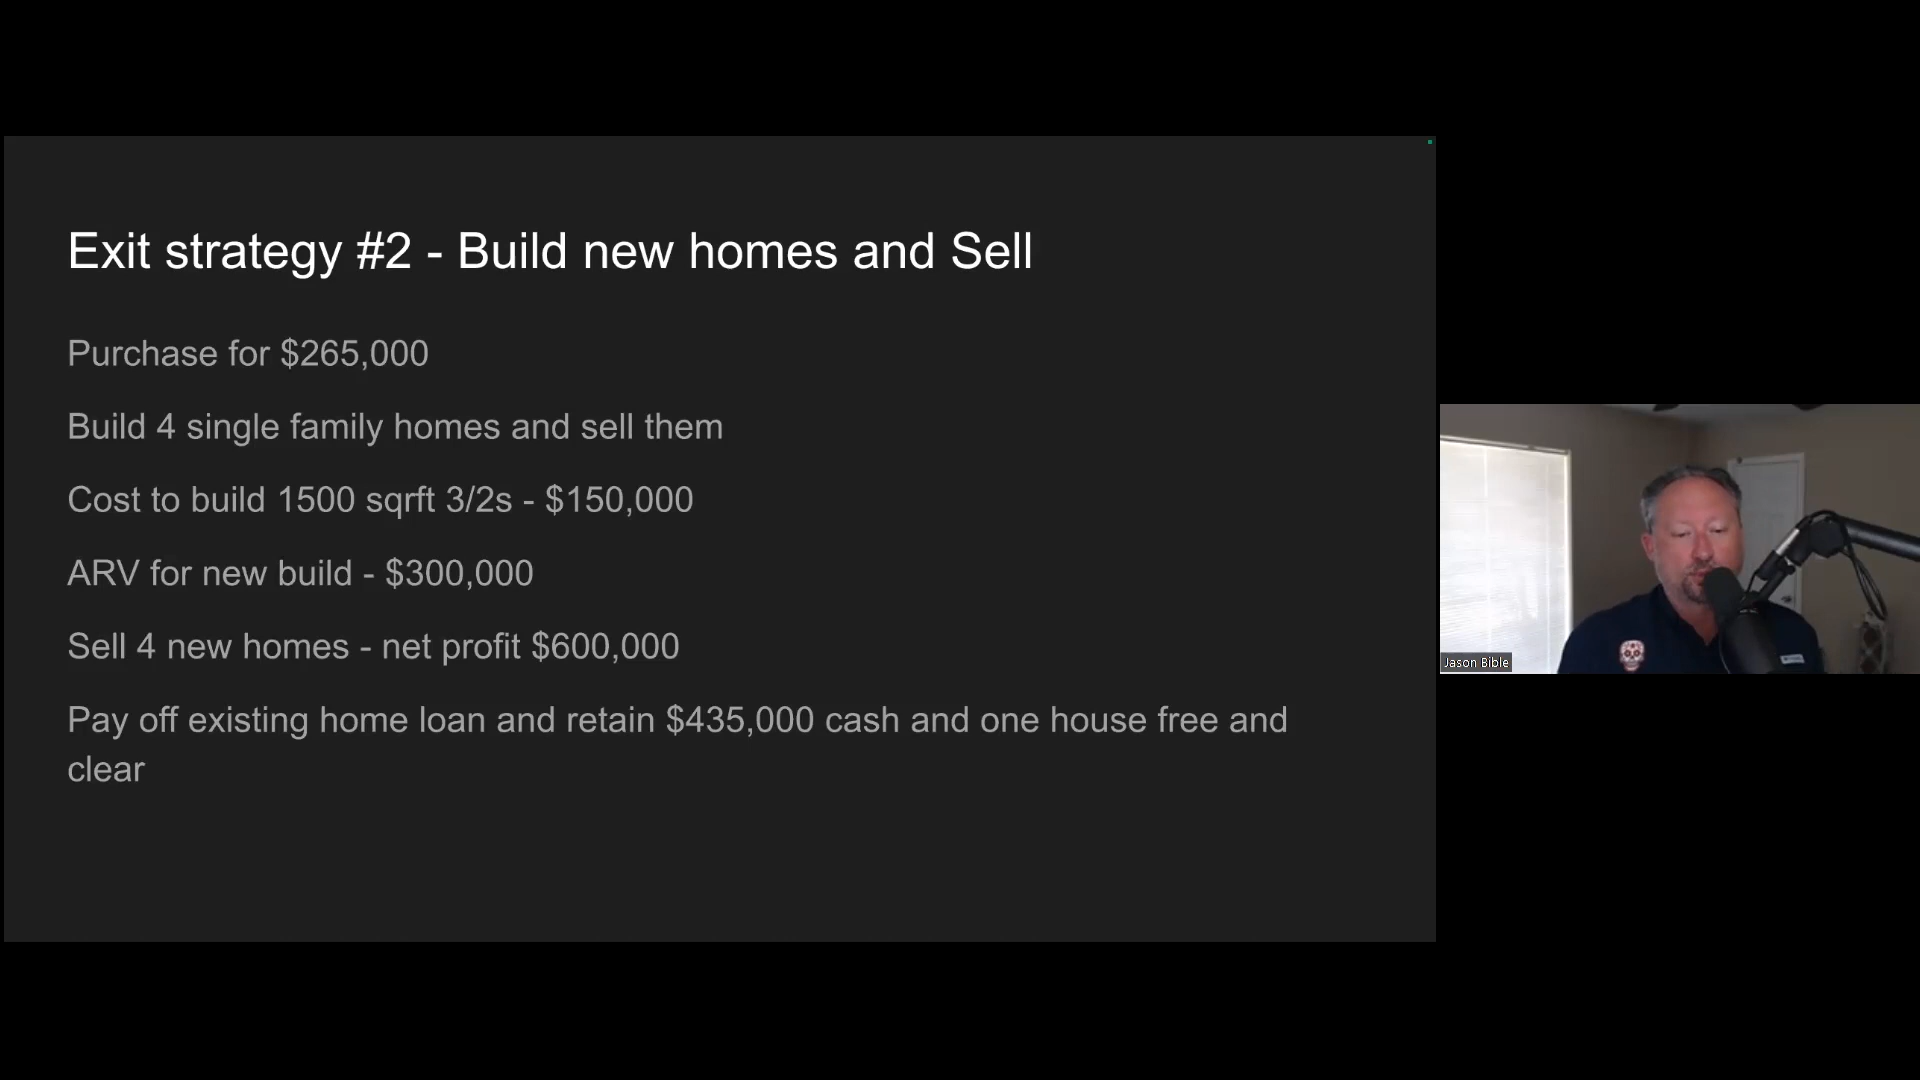 Exit strategy #2 - Build new homes and Sell
Purchase for $265,000
Build 4 single family homes and sell them
Cost to build 1500 sqrft 3/2s - $150,000
ARV for new build - $300,000
Sell 4 new homes - net profit $600,000
Pay off existing home loan and retain $435,000 cash and one house free and
clear
Jason Bible